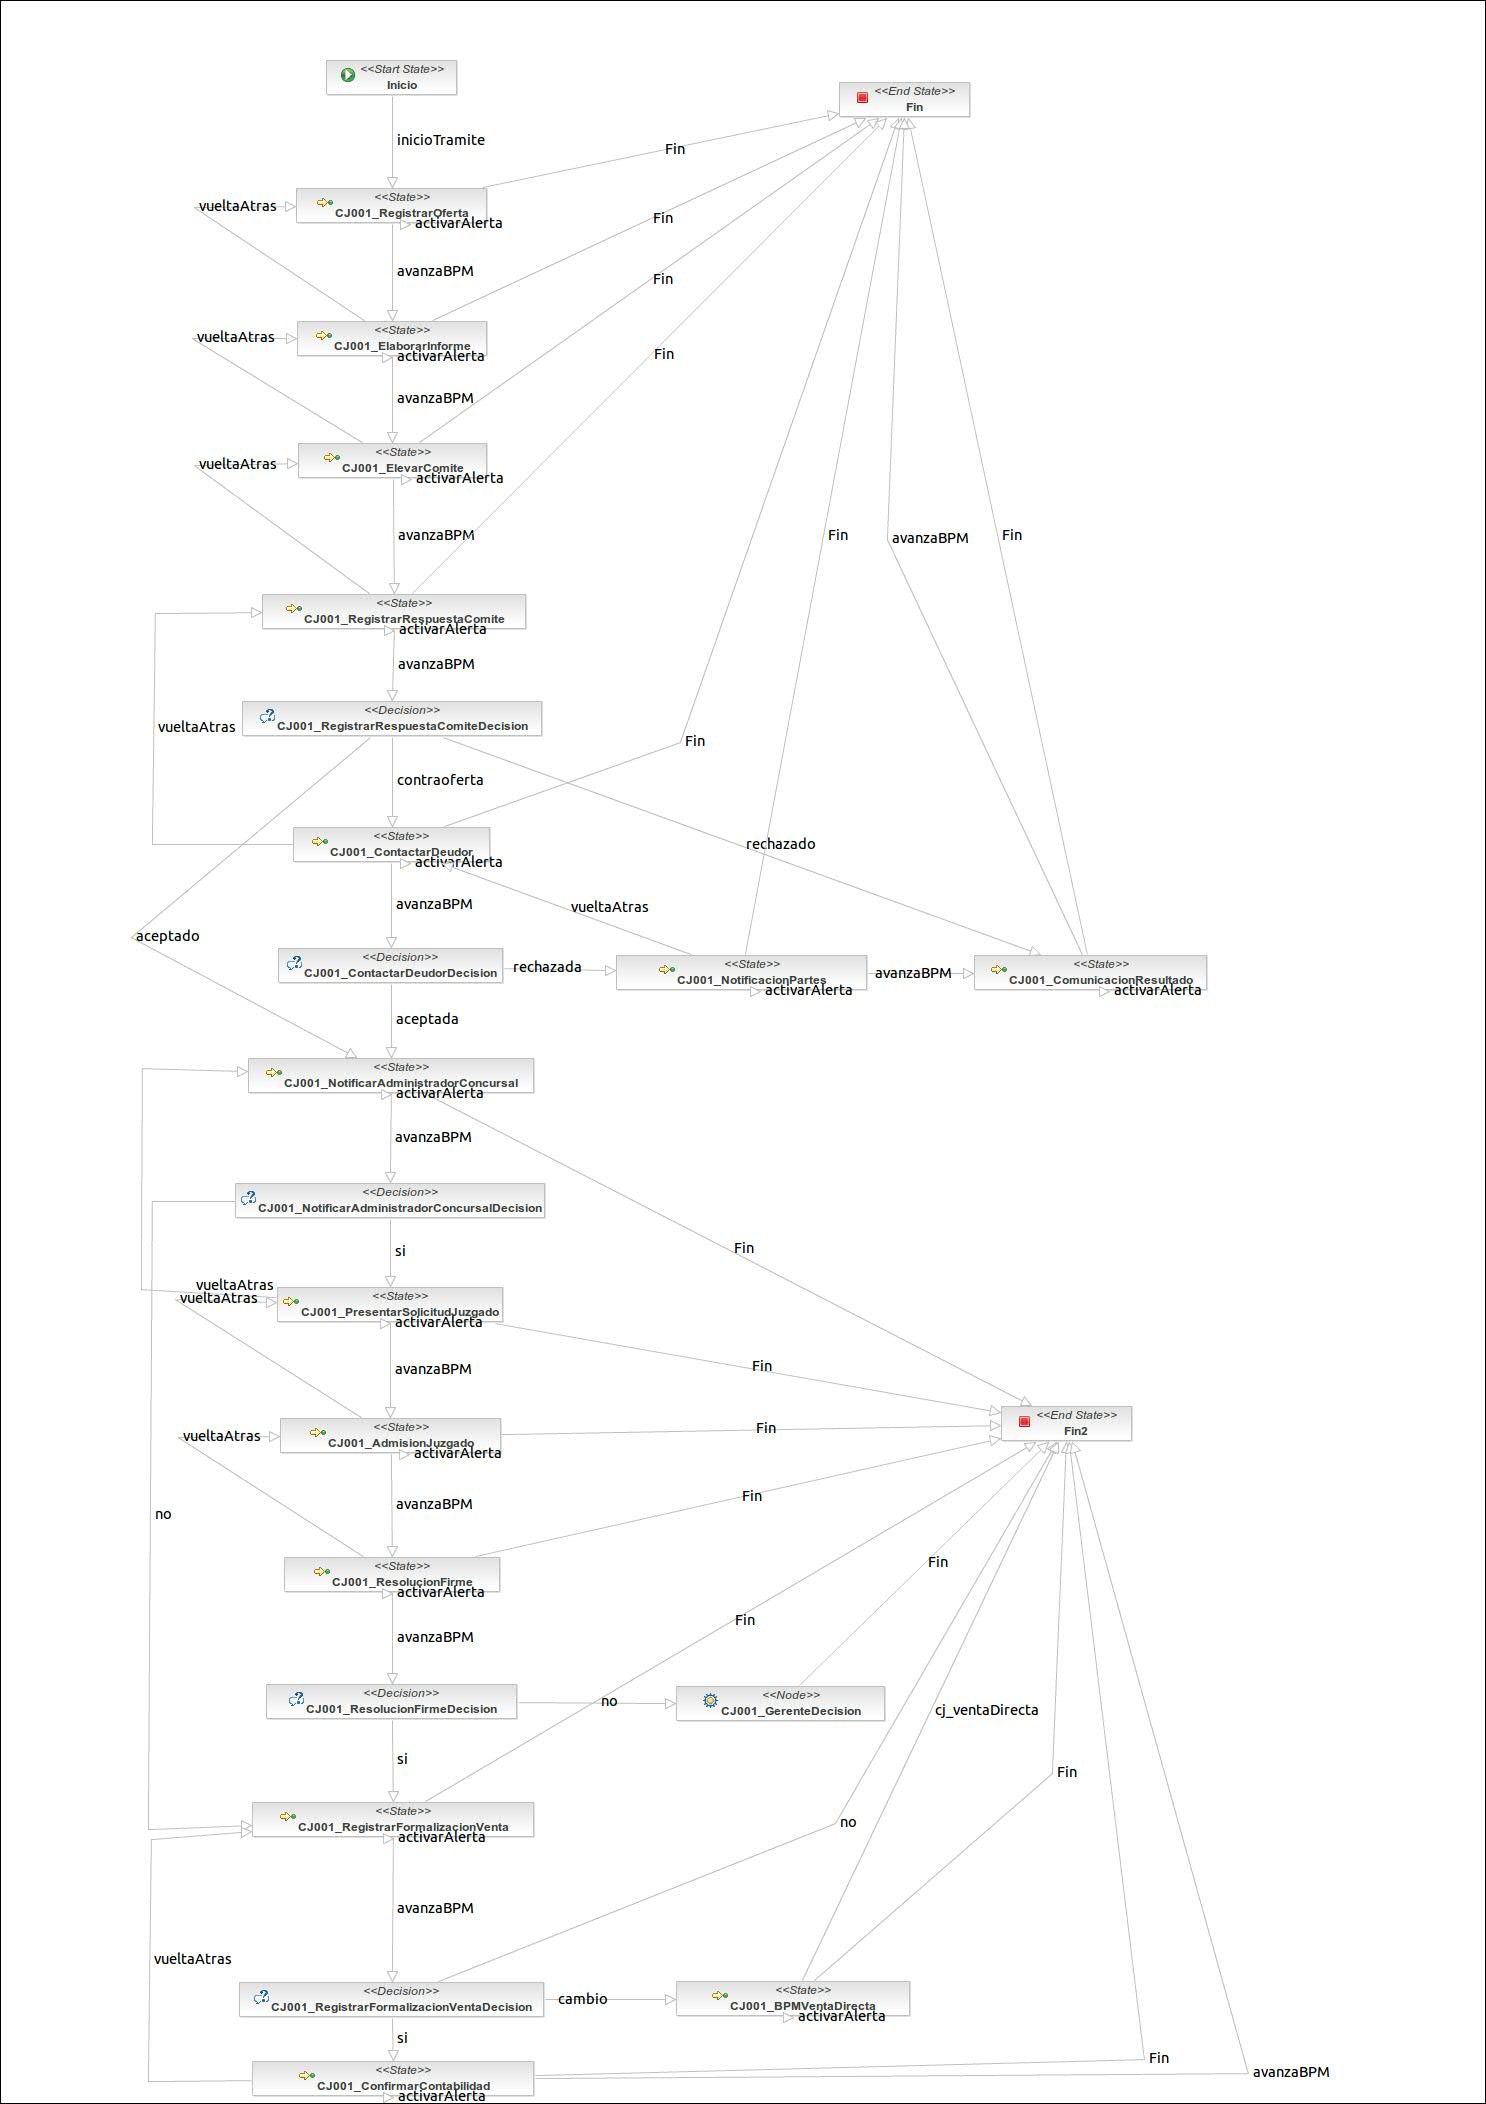 <<Start State>>
Inicio
<<End State>>
Fin
inicioTramite
Fin
<<State>>
CJ001_RegistrarOferta
vueltaAtras
activarAlerta
Fin
avanzaBPM
Fin
<<State>>
CJ001_ElaborarInforme
vueltaAtras
activarAlerta
Fin
avanzaBPM
<<State>>
CJ001_ElevarComite
vueltaAtras
activarAlerta
avanzaBPM
Fin
avanzaBPM
Fin
<<State>>
CJ001_RegistrarRespuestaComite
activarAlerta
avanzaBPM
<<Decision>>
CJ001_RegistrarRespuestaComiteDecision
vueltaAtras
Fin
contraoferta
<<State>>
CJ001_ContactarDeudor
activarAlerta
rechazado
avanzaBPM
vueltaAtras
aceptado
<<Decision>>
CJ001_ContactarDeudorDecision
rechazada
<<State>>
CJ001_NotificacionPartes
activarAlerta
avanzaBPM
<<State>>
CJ001_ComunicacionResultado
activarAlerta
aceptada
<<State>>
CJ001_NotificarAdministradorConcursal
activarAlerta
avanzaBPM
<<Decision>>
CJ001_NotificarAdministradorConcursalDecision
si
Fin
vueltaAtras
vueltaAtras
<<State>>
CJ001_PresentarSolicitudJuzgado
activarAlerta
avanzaBPM
Fin
<<State>>
CJ001_AdmisionJuzgado
vueltaAtras
activarAlerta
Fin
<<End State>>
Fin2
avanzaBPM
Fin
no
<<State>>
CJ001_ResolucionFirme
activarAlerta
Fin
avanzaBPM
Fin
<<Decision>>
CJ001_ResolucionFirmeDecision
no
<<Node>>
CJ001_GerenteDecision
cj_ventaDirecta
si
Fin
<<State>>
CJ001_RegistrarFormalizacionVenta
activarAlerta
no
avanzaBPM
vueltaAtras
<<Decision>>
CJ001_RegistrarFormalizacionVentaDecision
cambio
<<State>>
CJ001_BPMVentaDirecta
activarAlerta
si
<<State>>
CJ001_ConfirmarContabilidad
activarAlerta
Fin
avanzaBPM